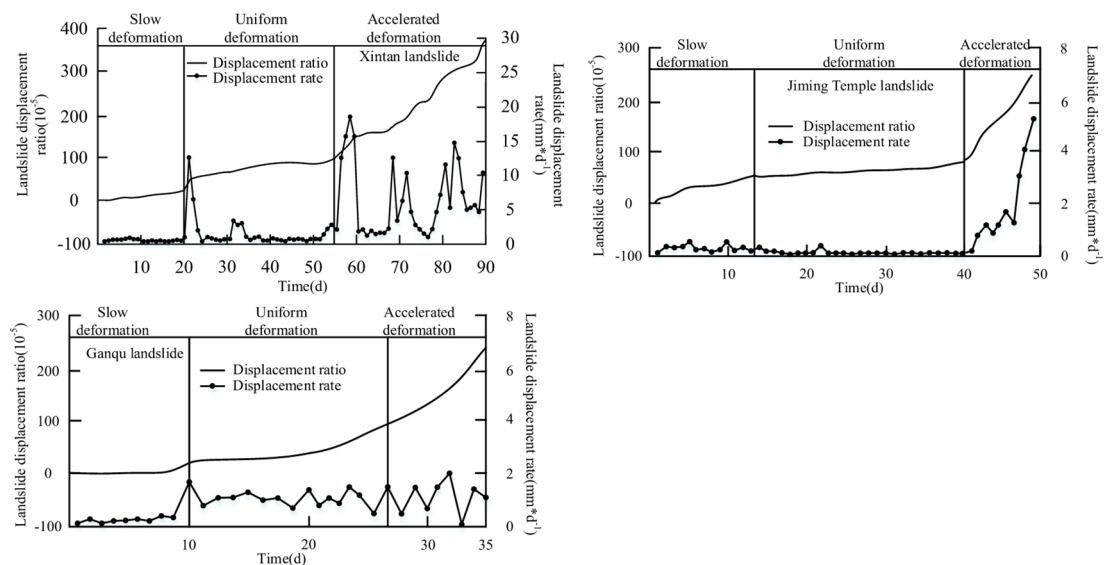 Slow
deformation
Uniform
deformation
Accelerated
deformation
Xintan landslide
Displacement ratio
Displacement rate
Landslide displacement
ratio(10-5)
400
300
200
100
0
-100
30
25
20
15
10
5
0
Landslide displacement
rate(mm*d-1)
10 20 30 40 50 60 70 80 90
Time(d)
Slow
deformation
Uniform
deformation
Accelerated
deformation
Jiming Temple landslide
Displacement ratio
Displacement rate
Landslide displacement ratio(10-5)
300
200
100
0
-100
8
6
4
2
0
Landslide displacement rate(mm*d-1)
10 20 30 40 50
Time(d)
Slow
deformation
Uniform
deformation
Accelerated
deformation
Ganqu landslide
Displacement ratio
Displacement rate
Landslide displacement ratio(10-5)
300
200
100
0
-100
8
6
4
2
0
Landslide displacement rate(mm*d-1)
10 20 30 35
Time(d)